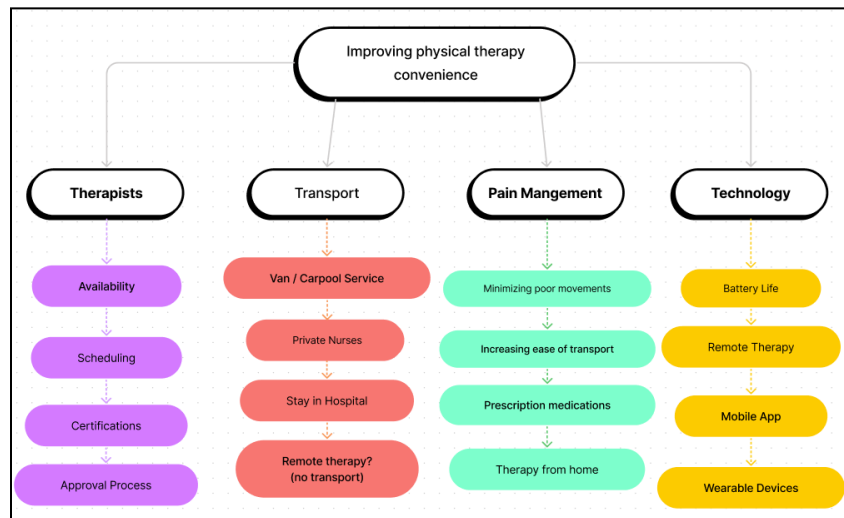 Improving physical therapy
convenience
Therapists
Transport
Pain Mangement
Technology
Availability
Scheduling
Certifications
Approval Process
Van / Carpool Service
Private Nurses
Stay in Hospital
Remote therapy?
(no transport)
Minimizing poor movements
Increasing ease of transport
Prescription medications
Therapy from home
Battery Life
Remote Therapy
Mobile App
Wearable Devices